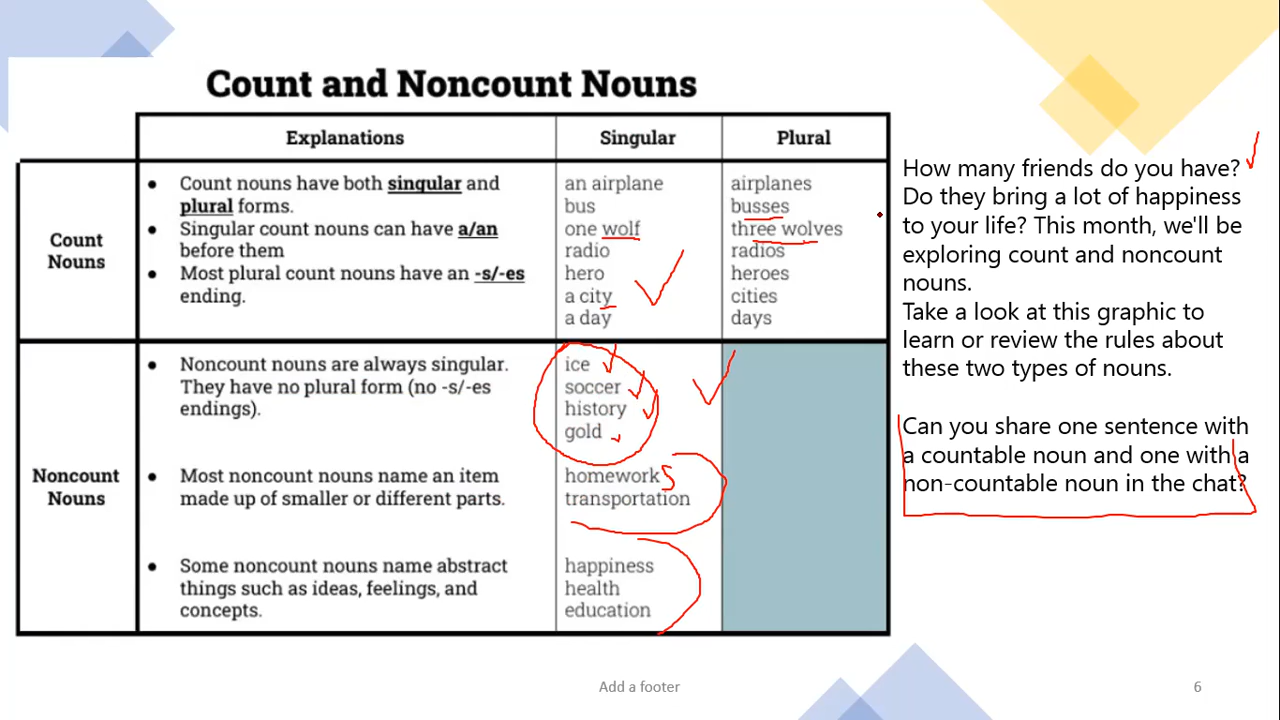 Count and Noncount Nouns
Explanations
Singular
Plural
Count
Nouns
• Count nouns have both singular and
plural forms.
• Singular count nouns can have a/an
before them
• Most plural count nouns have an -s/-es
ending.
an airplane
bus
one wolf
radio
hero
a city
a day
airplanes
busses
three wolves
radios
heroes
cities
days
Noncount
Nouns
• Noncount nouns are always singular.
They have no plural form (no -s/-es
endings).
ice
soccer
history
gold
• Most noncount nouns name an item
made up of smaller or different parts.
homework s
transportation
• Some noncount nouns name abstract
things such as ideas, feelings, and
concepts.
happiness
health
education
How many friends do you have?
Do they bring a lot of happiness
to your life? This month, we'll be
exploring count and noncount
nouns.
Take a look at this graphic to
learn or review the rules about
these two types of nouns.
Can you share one sentence with
a countable noun and one with a
non-countable noun in the chat?
Add a footer
6